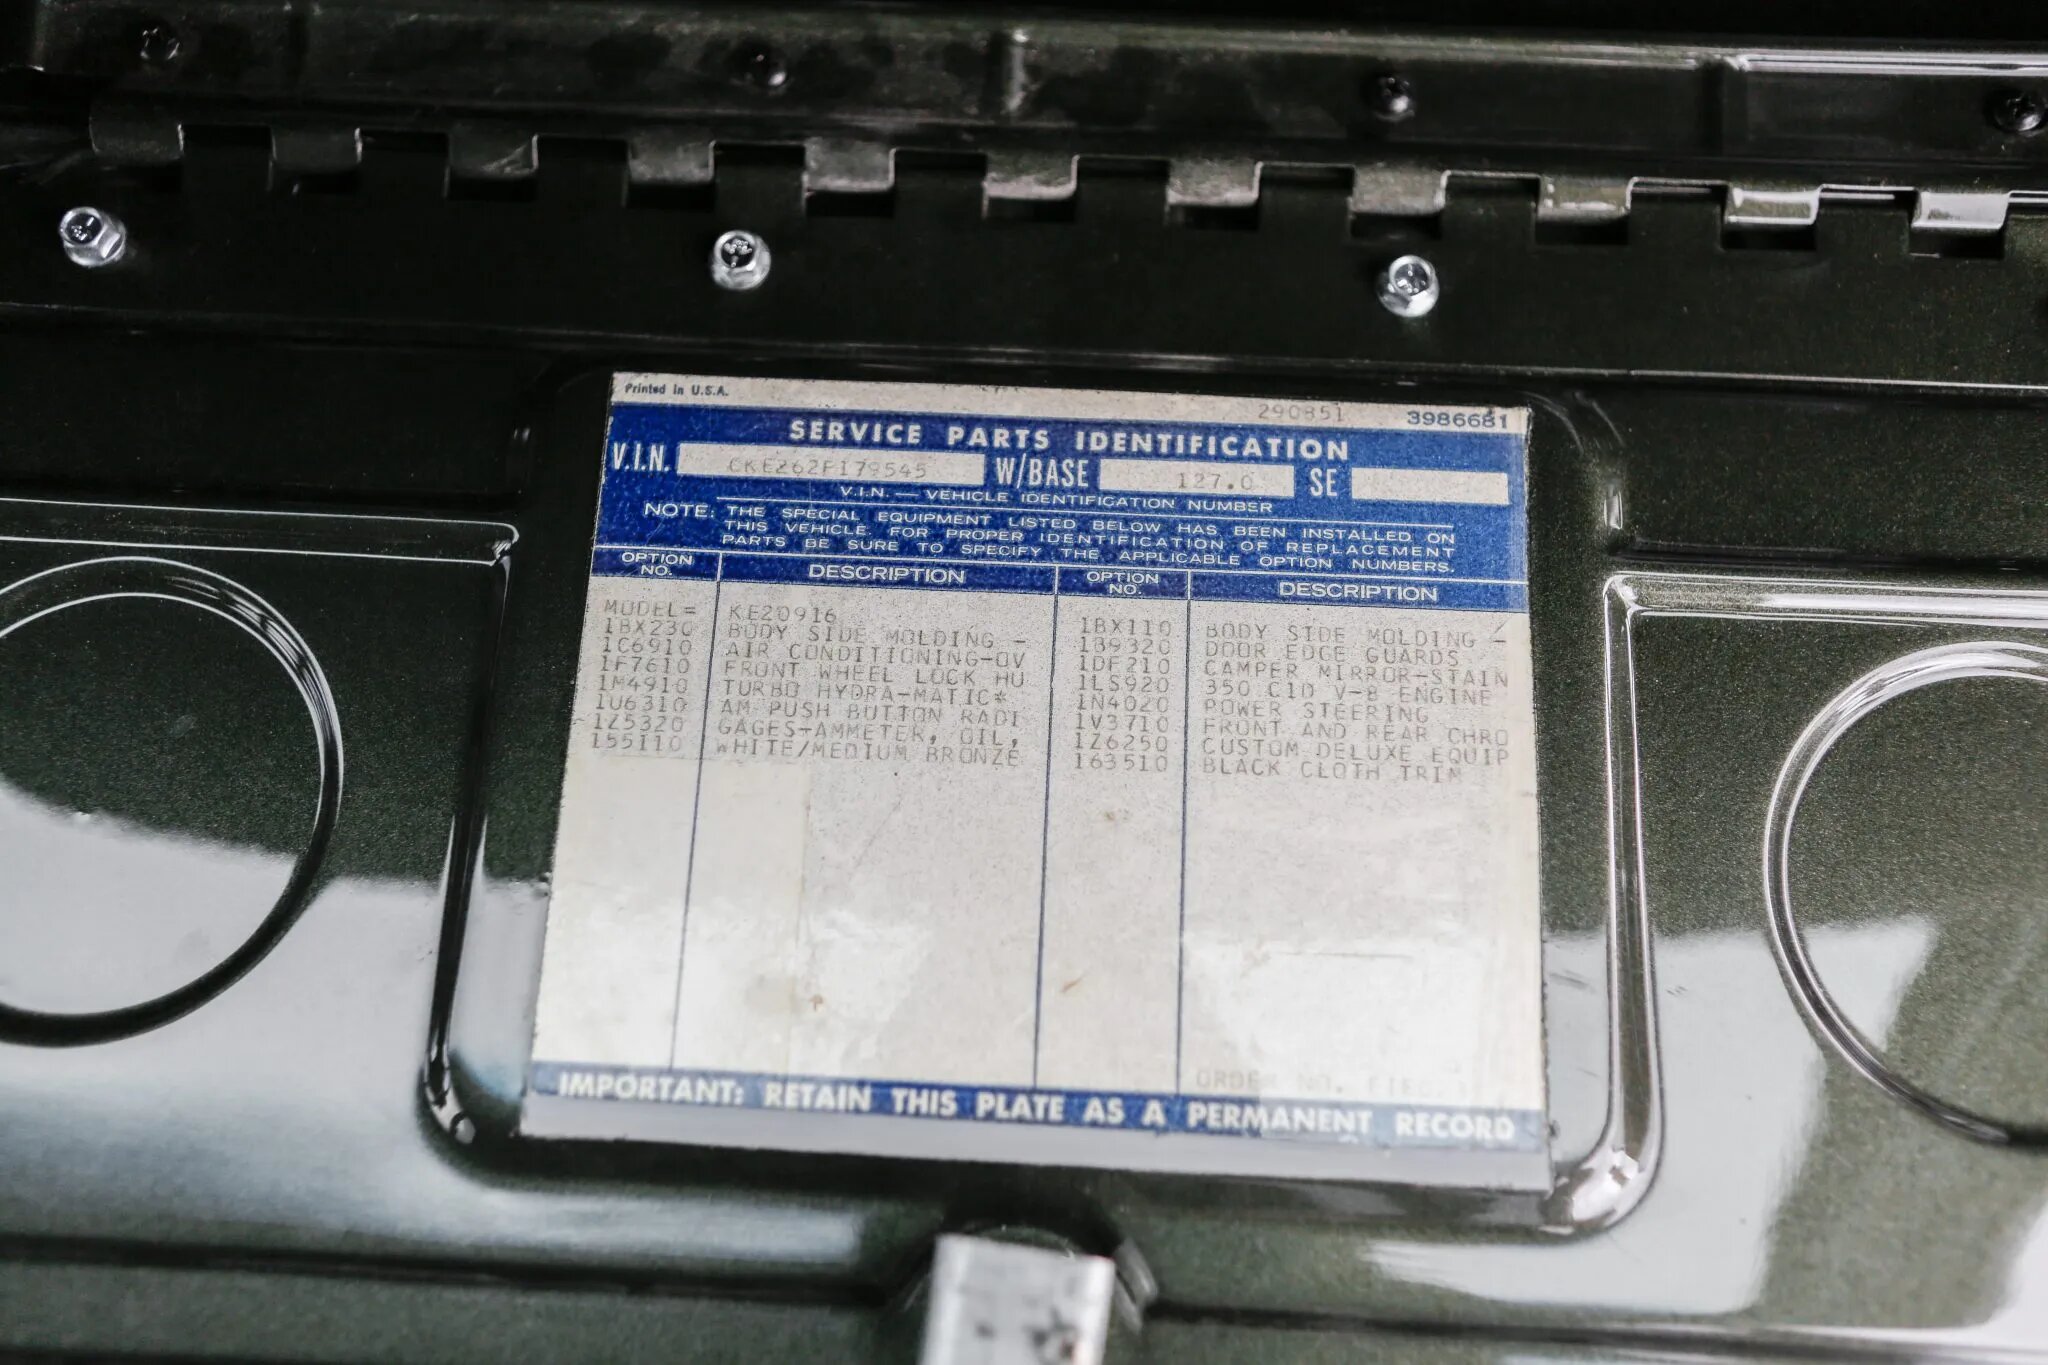 Printed in U.S.A.
290851 3986681
SERVICE PARTS IDENTIFICATION
V.I.N. CKE262F179545 W/BASE 127.0 SE
V.I.N. — VEHICLE IDENTIFICATION NUMBER
NOTE: THE SPECIAL EQUIPMENT LISTED BELOW HAS BEEN INSTALLED ON
THIS VEHICLE. FOR PROPER IDENTIFICATION OF REPLACEMENT
PARTS BE SURE TO SPECIFY THE APPLICABLE OPTION NUMBERS.
OPTION NO. DESCRIPTION OPTION NO. DESCRIPTION
MODEL= KE20916
1BX230 BODY SIDE MOLDING - 1BX110 BODY SIDE MOLDING -
1C6910 AIR CONDITIONING-OV 1B9320 DOOR EDGE GUARDS
1F7610 FRONT WHEEL LOCK HU 1DF210 CAMPER MIRROR-STAIN
1M4910 TURBO HYDRA-MATIC* 1LS920 350 CID V-8 ENGINE
1U6310 AM PUSH BUTTON RADI 1N4020 POWER STEERING
1Z5320 GAGES-AMMETER, OIL, 1V3710 FRONT AND REAR CHRO
155110 WHITE/MEDIUM BRONZE 1Z6250 CUSTOM DELUXE EQUIP
163510 BLACK CLOTH TRIM
ORDER NO.
IMPORTANT: RETAIN THIS PLATE AS A PERMANENT RECORD